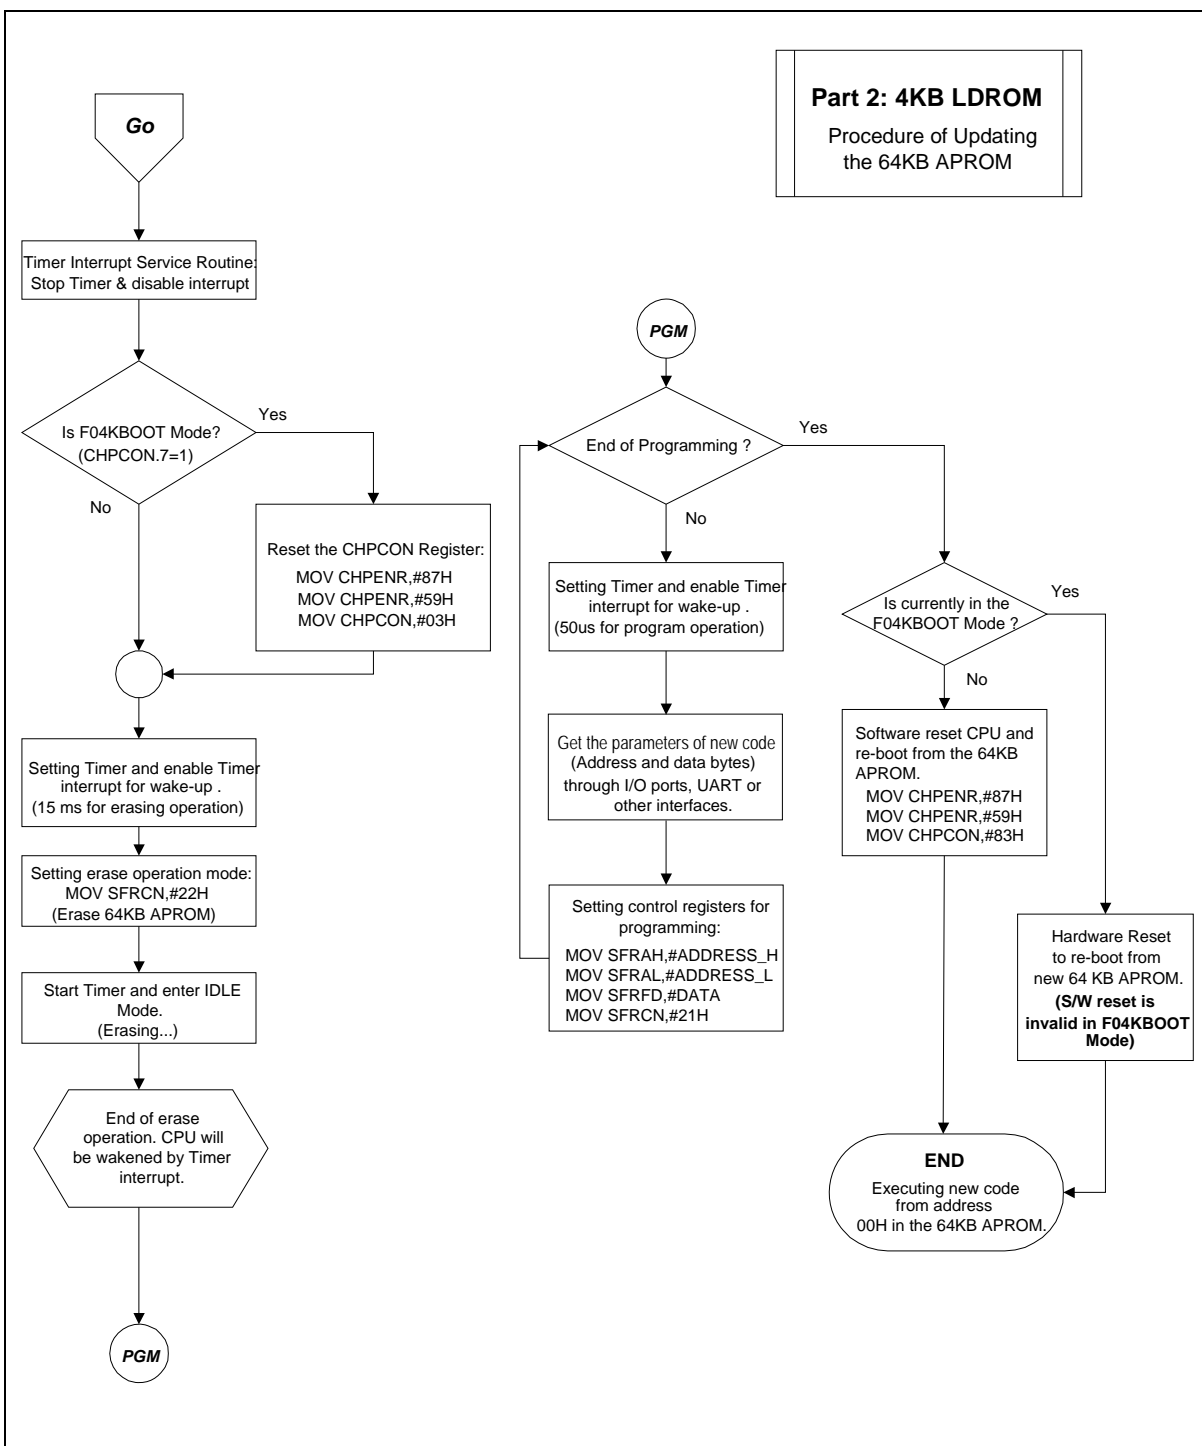 Part 2: 4KB LDROM
Procedure of Updating
the 64KB APROM
Go
Timer Interrupt Service Routine:
Stop Timer & disable interrupt
Is F04KBOOT Mode?
(CHPCON.7=1)
Yes
No
Reset the CHPCON Register:
MOV CHPENR,#87H
MOV CHPENR,#59H
MOV CHPCON,#03H
Setting Timer and enable Timer
interrupt for wake-up .
(15 ms for erasing operation)
Setting erase operation mode:
MOV SFRCN,#22H
(Erase 64KB APROM)
Start Timer and enter IDLE
Mode.
(Erasing...)
End of erase
operation. CPU will
be wakened by Timer
interrupt.
PGM
PGM
End of Programming ?
Yes
No
Setting Timer and enable Timer
interrupt for wake-up .
(50us for program operation)
Get the parameters of new code
(Address and data bytes)
through I/O ports, UART or
other interfaces.
Setting control registers for
programming:
MOV SFRAH,#ADDRESS_H
MOV SFRAL,#ADDRESS_L
MOV SFRFD,#DATA
MOV SFRCN,#21H
Is currently in the
F04KBOOT Mode ?
Yes
No
Software reset CPU and
re-boot from the 64KB
APROM.
MOV CHPENR,#87H
MOV CHPENR,#59H
MOV CHPCON,#83H
Hardware Reset
to re-boot from
new 64 KB APROM.
(S/W reset is
invalid in F04KBOOT
Mode)
END
Executing new code
from address
00H in the 64KB APROM.